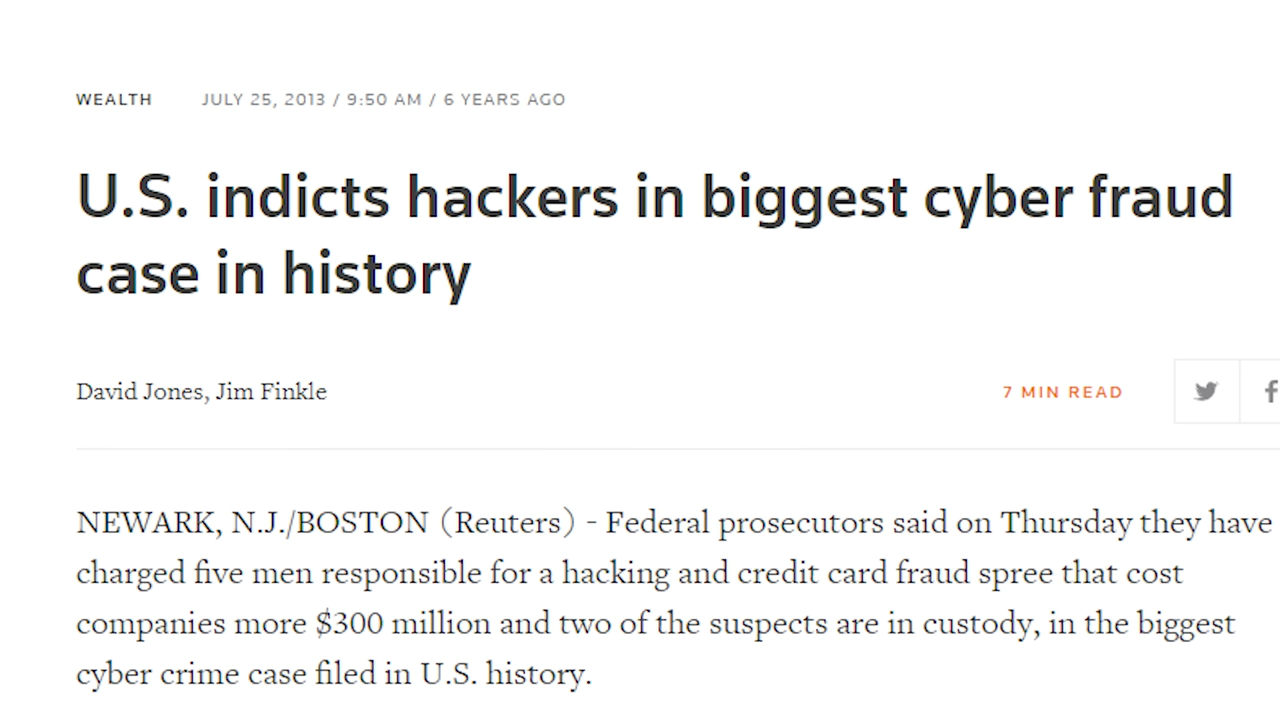 WEALTH JULY 25, 2013 / 9:50 AM / 6 YEARS AGO
U.S. indicts hackers in biggest cyber fraud
case in history
David Jones, Jim Finkle 7 MIN READ
NEWARK, N.J./BOSTON (Reuters) - Federal prosecutors said on Thursday they have
charged five men responsible for a hacking and credit card fraud spree that cost
companies more $300 million and two of the suspects are in custody, in the biggest
cyber crime case filed in U.S. history.